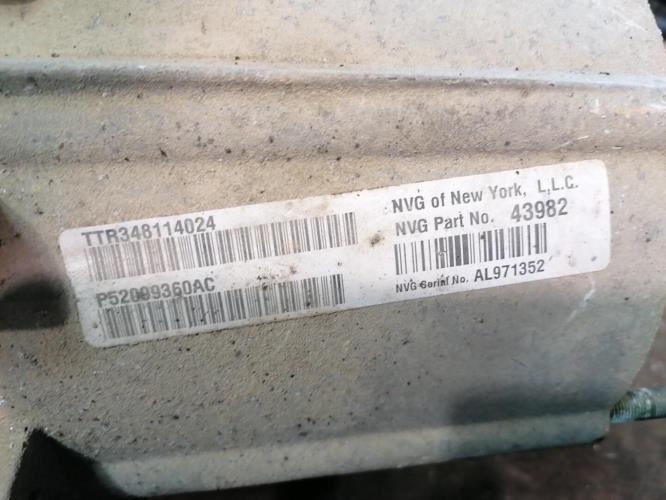 TTR348114024
P52099360AC
NVG of New York, L.L.C.
NVG Part No. 43982
NVG Serial No. AL971352